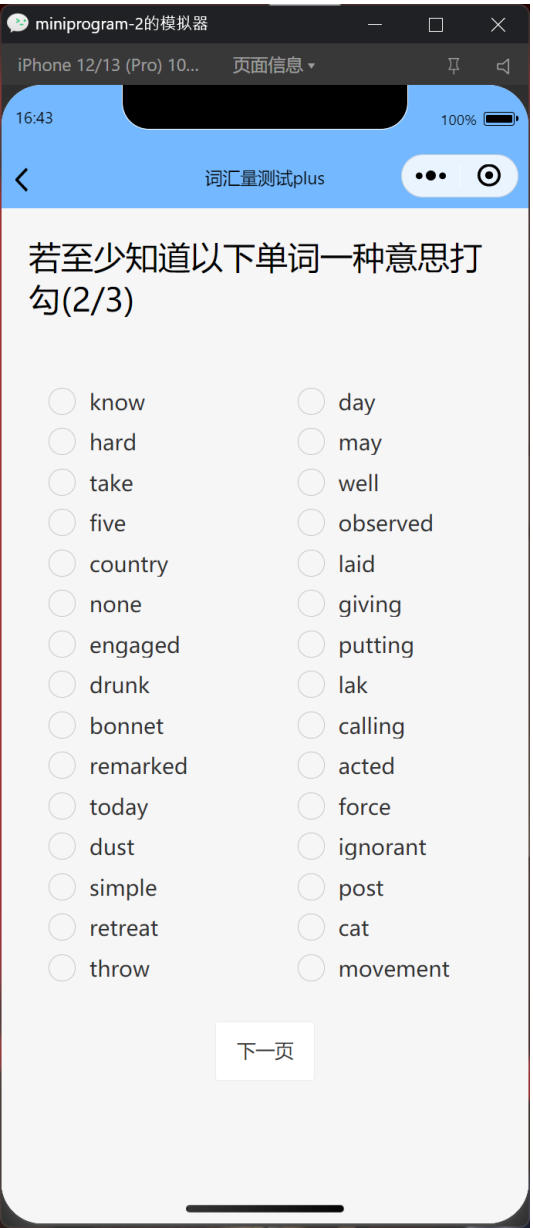 miniprogram-2的模拟器
iPhone 12/13 (Pro) 10... 页面信息
16:43 100%
词汇量测试plus
若至少知道以下单词一种意思打
勾(2/3)
know day
hard may
take well
five observed
country laid
none giving
engaged putting
drunk lak
bonnet calling
remarked acted
today force
dust ignorant
simple post
retreat cat
throw movement
下一页